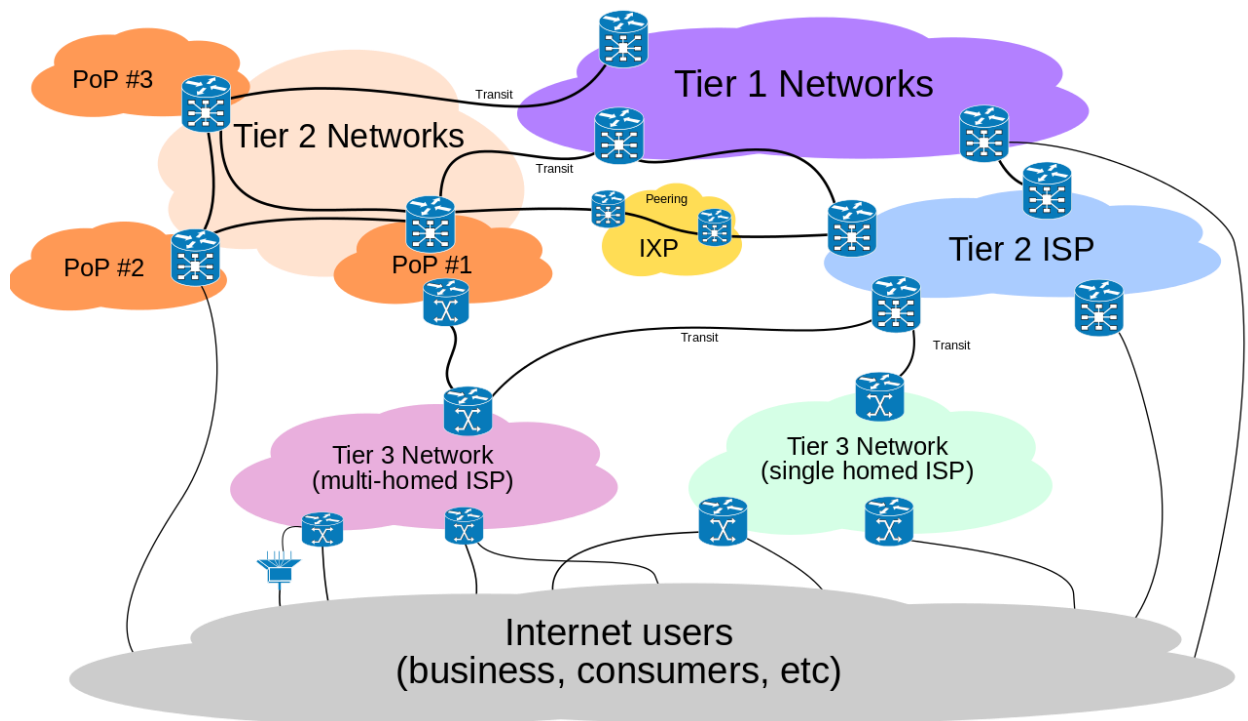 PoP #3
Transit
Tier 1 Networks
Tier 2 Networks
Transit
Peering
IXP
Tier 2 ISP
PoP #2
PoP #1
Transit
Transit
Tier 3 Network
(multi-homed ISP)
Tier 3 Network
(single homed ISP)
Internet users
(business, consumers, etc)